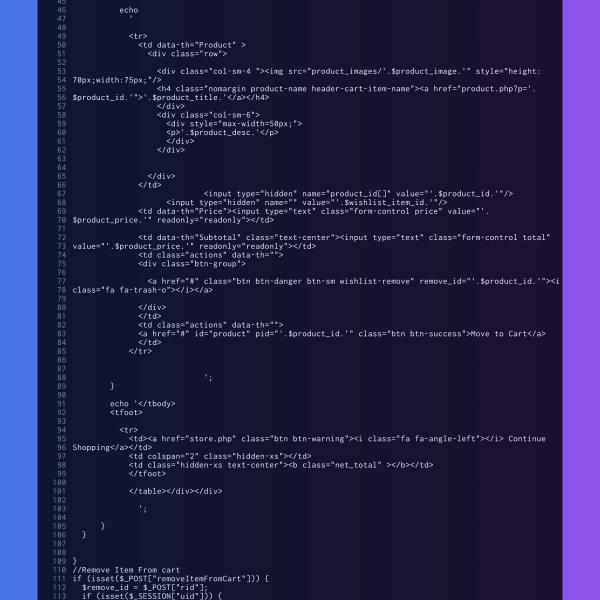 45
46 echo
47 '
48
49 <tr>
50 <td data-th="Product" >
51 <div class="row">
52
53 <div class="col-sm-4 "><img src="product_images/'.$product_image.'" style="height:
54 70px;width:75px;"/>
55 <h4 class="nomargin product-name header-cart-item-name"><a href="product.php?p='.
56 $product_id.'">'.$product_title.'</a></h4>
57 </div>
58 <div class="col-sm-6">
59 <div style="max-width=50px;">
60 <p>'.$product_desc.'</p>
61 </div>
62 </div>
63
64
65 </div>
66 </td>
67 <input type="hidden" name="product_id[]" value="'.$product_id.'"/>
68 <input type="hidden" name="" value="'.$wishlist_item_id.'"/>
69 <td data-th="Price"><input type="text" class="form-control price" value="'.
70 $product_price.'" readonly="readonly"></td>
71
72 <td data-th="Subtotal" class="text-center"><input type="text" class="form-control total"
73 value="'.$product_price.'" readonly="readonly"></td>
74 <td class="actions" data-th="">
75 <div class="btn-group">
76
77 <a href="#" class="btn btn-danger btn-sm wishlist-remove" remove_id="'.$product_id.'"><i
78 class="fa fa-trash-o"></i></a>
79
80 </div>
81 </td>
82 <td class="actions" data-th="">
83 <a href="#" id="product" pid="'.$product_id.'" class="btn btn-success">Move to Cart</a>
84 </td>
85 </tr>
86
87
88 ';
89 }
90
91 echo '</tbody>
92 <tfoot>
93
94 <tr>
95 <td><a href="store.php" class="btn btn-warning"><i class="fa fa-angle-left"></i> Continue
96 Shopping</a></td>
97 <td colspan="2" class="hidden-xs"></td>
98 <td class="hidden-xs text-center"><b class="net_total" ></b></td>
99 </tfoot>
100
101 </table></div></div>
102
103 ';
104
105 }
106 }
107
108
109 }
110 //Remove Item From cart
111 if (isset($_POST["removeItemFromCart"])) {
112 $remove_id = $_POST["rid"];
113 if (isset($_SESSION["uid"])) {